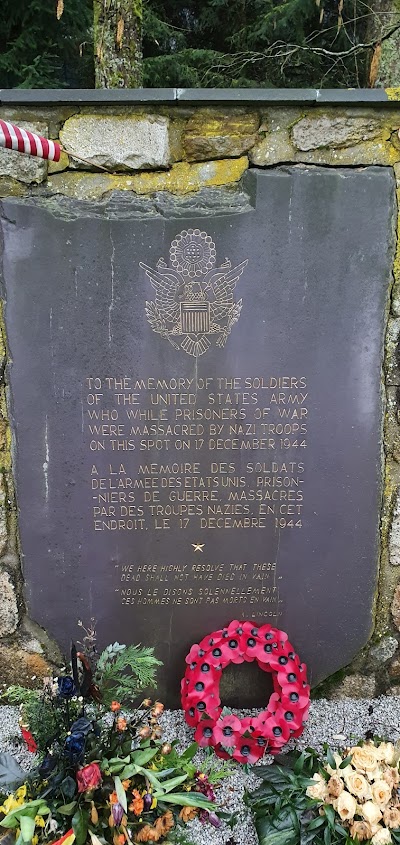 TO THE MEMORY OF THE SOLDIERS
OF THE UNITED STATES ARMY
WHO WHILE PRISONERS OF WAR
WERE MASSACRED BY NAZI TROOPS
ON THIS SPOT ON 17 DECEMBER 1944
A LA MEMOIRE DES SOLDATS
DE L'ARMEE DES ETATS UNIS, PRISON-
-NIERS DE GUERRE, MASSACRES
PAR DES TROUPES NAZIES, EN CET
ENDROIT, LE 17 DECEMBRE 1944
"WE HERE HIGHLY RESOLVE THAT THESE
DEAD SHALL NOT HAVE DIED IN VAIN"
"NOUS LE DISONS SOLENNELLEMENT
CES HOMMES NE SONT PAS MORTS EN VAIN"
A. LINCOLN